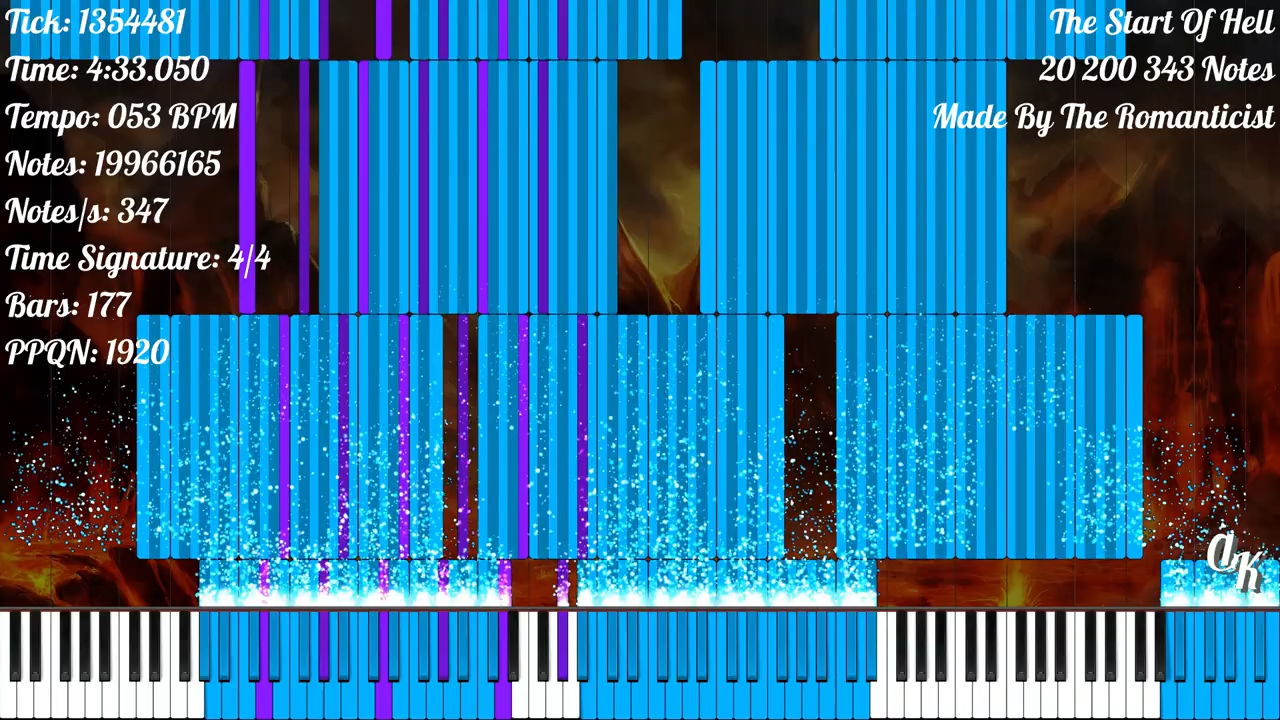 Tick: 1354481
Time: 4:33.050
Tempo: 053 BPM
Notes: 19966165
Notes/s: 347
Time Signature: 4/4
Bars: 177
PPQN: 1920
The Start Of Hell
20 200 343 Notes
Made By The Romanticist
aK